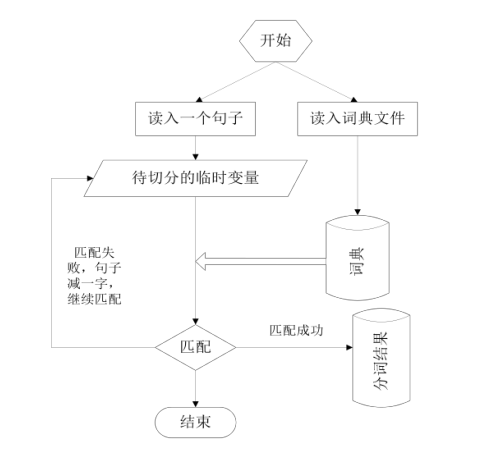 开始
读入一个句子
读入词典文件
待切分的临时变量
匹配失
败，句子
减一字，
继续匹配
词典
匹配
匹配成功
分词结果
结束